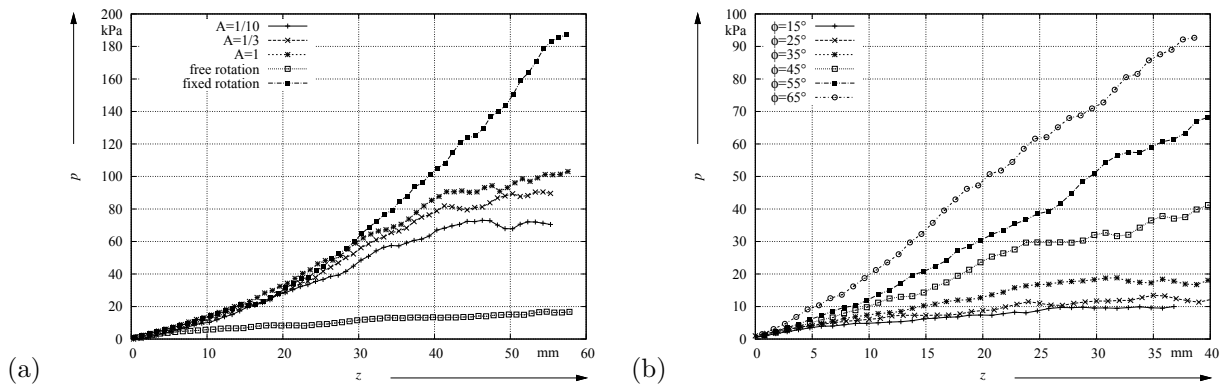 200
kPa
180
160
140
120
100
80
60
40
20
0
p
A=1/10
A=1/3
A=1
free rotation
fixed rotation
0 10 20 30 40 50 mm 60
z
(a)
100
kPa
90
80
70
60
50
40
30
20
10
0
p
ϕ=15°
ϕ=25°
ϕ=35°
ϕ=45°
ϕ=55°
ϕ=65°
0 5 10 15 20 25 30 35 mm 40
z
(b)